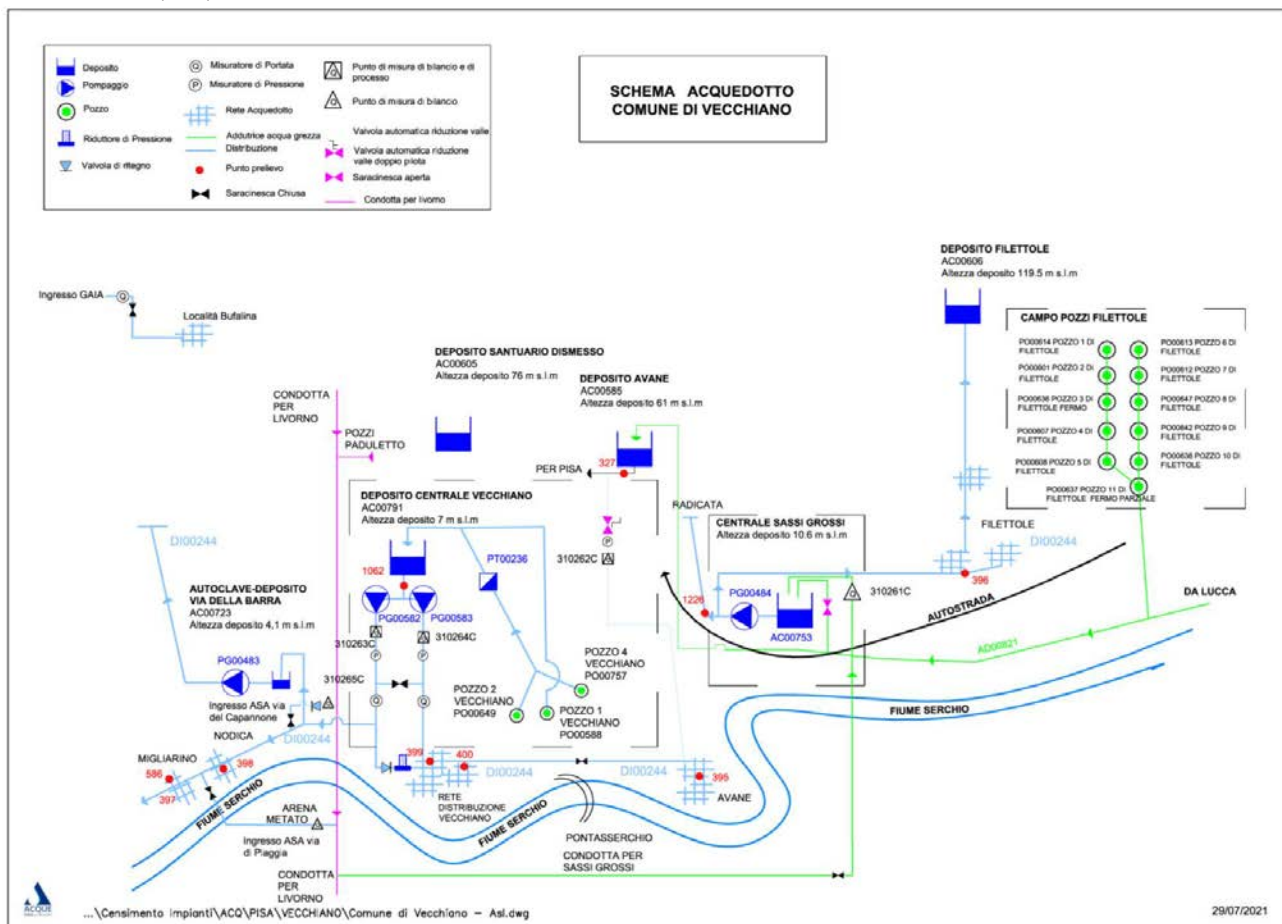 Deposito
Pompaggio
Pozzo
Riduttore di Pressione
Valvola di ritegno
Misuratore di Portata
Misuratore di Pressione
Rete Acquedotto
Addutrice acqua grezza
Distribuzione
Punto prelievo
Saracinesca Chiusa
Punto di misura di bilancio e di
processo
Punto di misura di bilancio
Valvola automatica riduzione valle
Valvola automatica riduzione
valle doppio pilota
Saracinesca aperta
Condotta per livorno
SCHEMA ACQUEDOTTO
COMUNE DI VECCHIANO
Ingresso GAIA
Q
Località Bufalina
DEPOSITO FILETTOLE
AC00606
Altezza deposito 119.5 m s.l.m
CAMPO POZZI FILETTOLE
PO00614 POZZO 1 DI
FILETTOLE
PO00601 POZZO 2 DI
FILETTOLE
PO00636 POZZO 3 DI
FILETTOLE FERMO
PO00607 POZZO 4 DI
FILETTOLE
PO00608 POZZO 5 DI
FILETTOLE
PO00613 POZZO 6 DI
FILETTOLE
PO00612 POZZO 7 DI
FILETTOLE
PO00647 POZZO 8 DI
FILETTOLE
PO00642 POZZO 9 DI
FILETTOLE
PO00638 POZZO 10 DI
FILETTOLE
PO00637 POZZO 11 DI
FILETTOLE FERMO PARZIALE
DEPOSITO SANTUARIO DISMESSO
AC00605
Altezza deposito 76 m s.l.m
DEPOSITO AVANE
AC00585
Altezza deposito 61 m s.l.m
327
PER PISA
CONDOTTA
PER
LIVORNO
POZZI
PADULETTO
DEPOSITO CENTRALE VECCHIANO
AC00791
Altezza deposito 7 m s.l.m
1062
PG00582
PG00583
310263C
310264C
P
P
Q
Q
PT00236
POZZO 4
VECCHIANO
PO00757
POZZO 2
VECCHIANO
PO00649
POZZO 1
VECCHIANO
PO00588
P
310262C
RADICATA
CENTRALE SASSI GROSSI
Altezza deposito 10.6 m s.l.m
1226
PG00484
AC00753
310261C
FILETTOLE
DI00244
396
AUTOSTRADA
DA LUCCA
AD00821
FIUME SERCHIO
DI00244
AUTOCLAVE-DEPOSITO
VIA DELLA BARRA
AC00723
Altezza deposito 4,1 m s.l.m
PG00483
310265C
Ingresso ASA via
del Capannone
NODICA
DI00244
MIGLIARINO
586
397
398
399
400
DI00244
DI00244
395
AVANE
RETE
DISTRIBUZIONE
VECCHIANO
FIUME SERCHIO
FIUME SERCHIO
PONTASSERCHIO
CONDOTTA PER
SASSI GROSSI
ARENA
METATO
Ingresso ASA via
di Piaggia
CONDOTTA
PER
LIVORNO
ACQUE
...\Censimento Impianti\ACQ\PISA\VECCHIANO\Comune di Vecchiano - Asl.dwg
29/07/2021